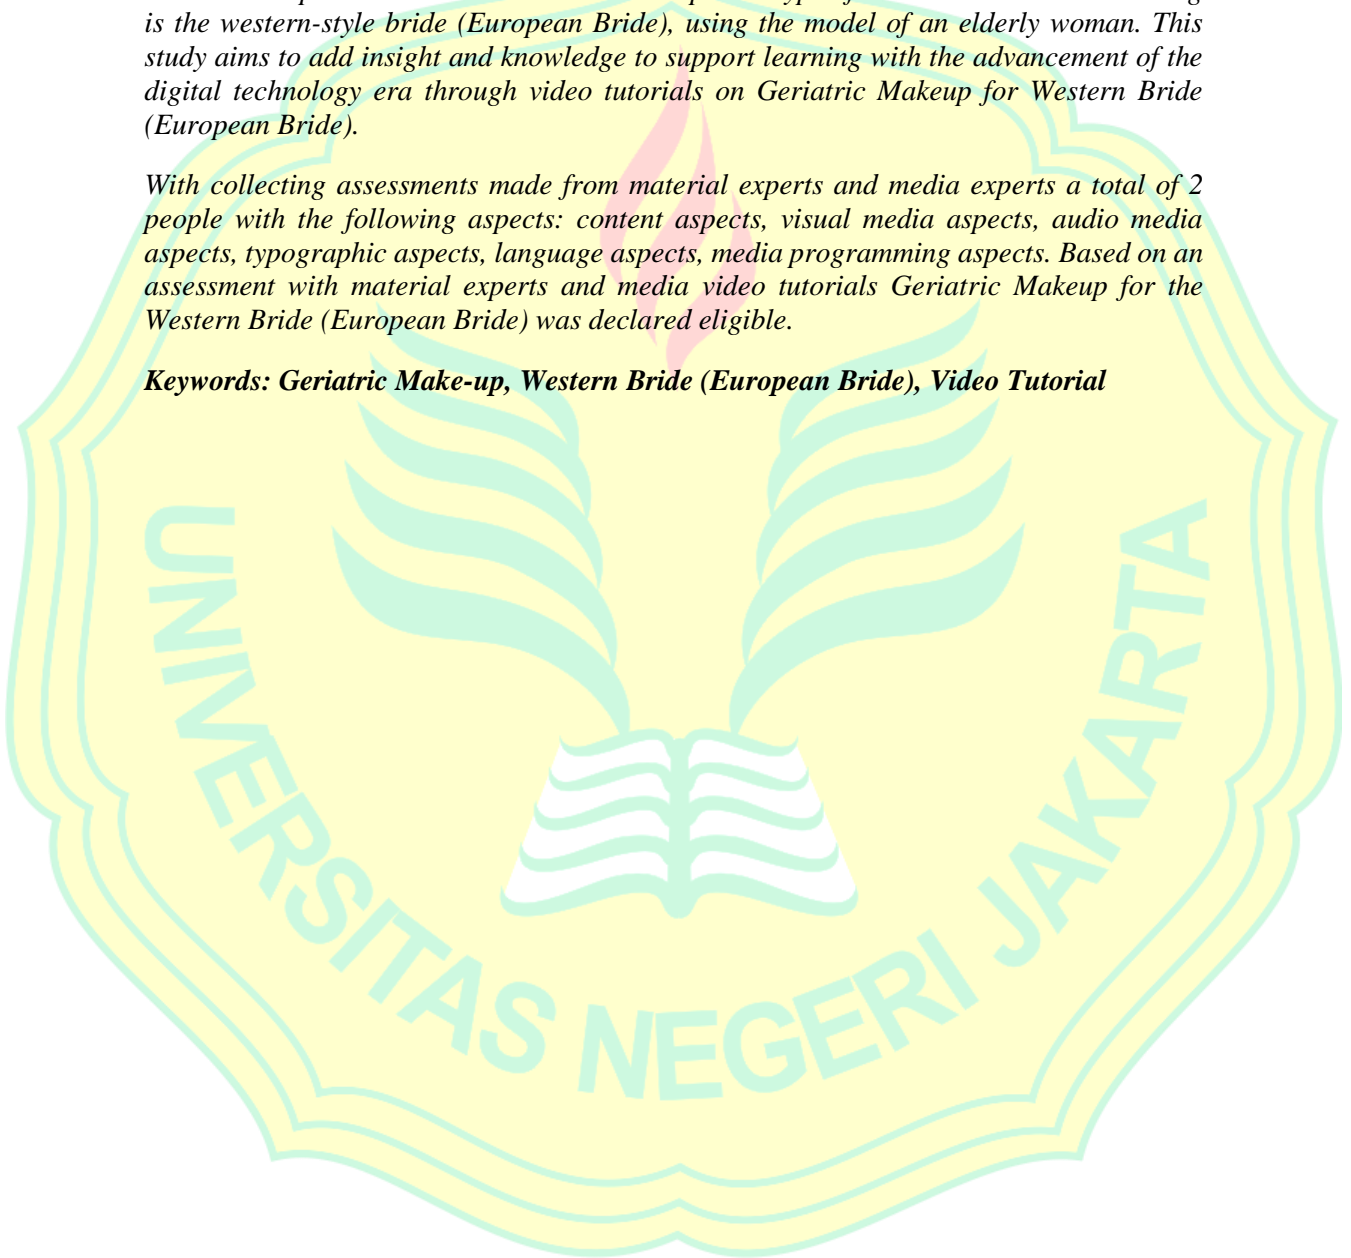 is the western-style bride (European Bride), using the model of an elderly woman. This
study aims to add insight and knowledge to support learning with the advancement of the
digital technology era through video tutorials on Geriatric Makeup for Western Bride
(European Bride).
With collecting assessments made from material experts and media experts a total of 2
people with the following aspects: content aspects, visual media aspects, audio media
aspects, typographic aspects, language aspects, media programming aspects. Based on an
assessment with material experts and media video tutorials Geriatric Makeup for the
Western Bride (European Bride) was declared eligible.
Keywords: Geriatric Make-up, Western Bride (European Bride), Video Tutorial
UNIVERSITAS NEGERI JAKARTA